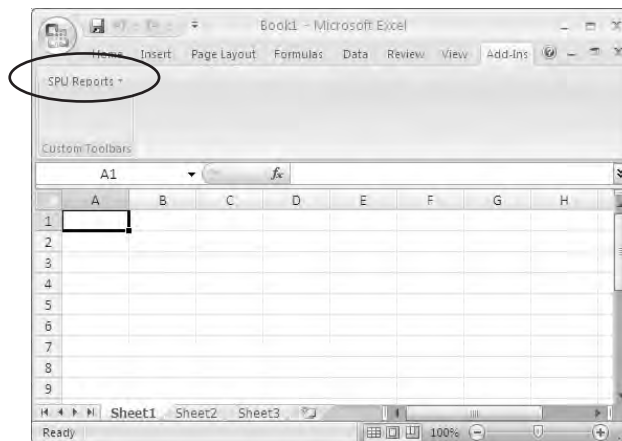 Book1 - Microsoft Excel
Home Insert Page Layout Formulas Data Review View Add-Ins
SPU Reports
Custom Toolbars
A1 fx
A B C D E F G H
1
2
3
4
5
6
7
8
9
Sheet1 Sheet2 Sheet3
Ready 100%